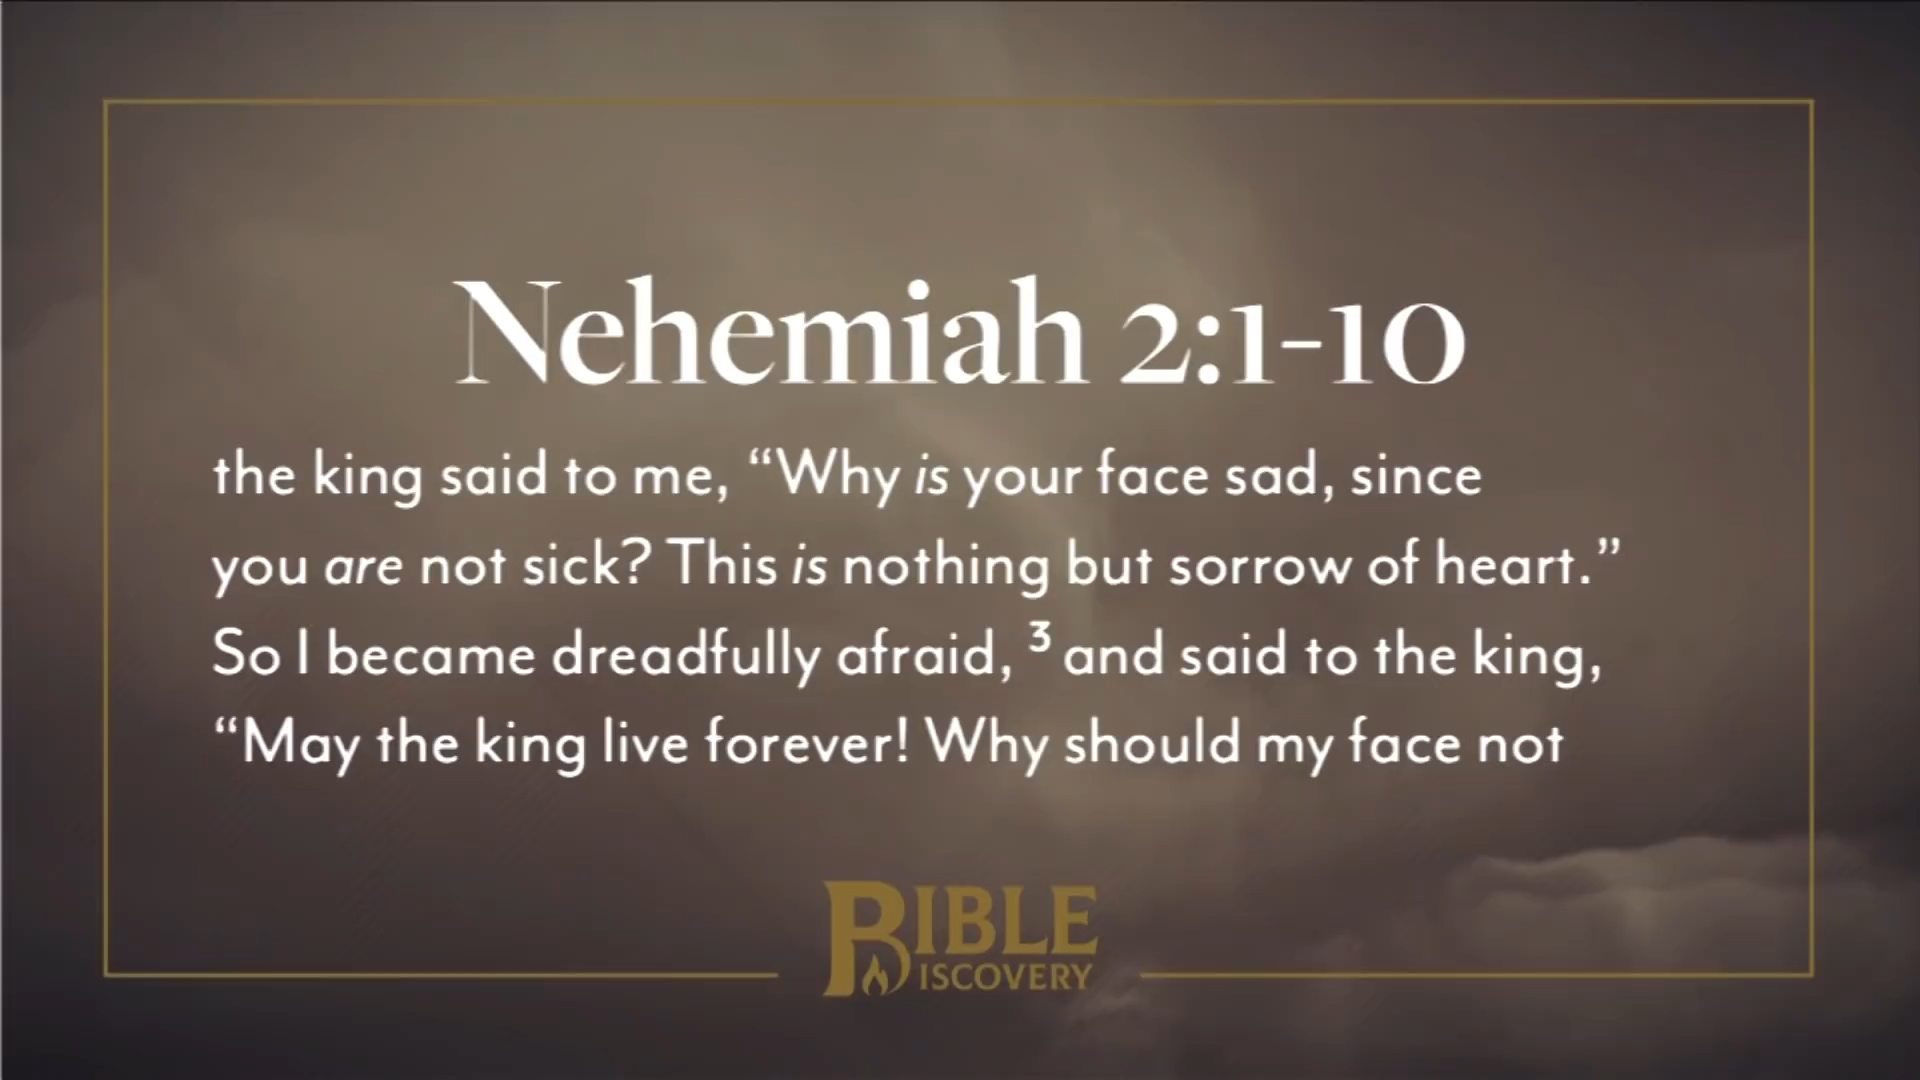 Nehemiah 2:1-10
the king said to me, “Why is your face sad, since
you are not sick? This is nothing but sorrow of heart.”
So I became dreadfully afraid, ³ and said to the king,
“May the king live forever! Why should my face not
BIBLE
DISCOVERY